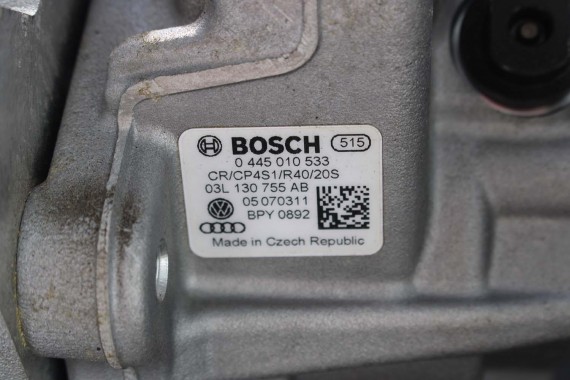 BOSCH 515
0 445 010 533
CR/CP4S1/R40/20S
03L 130 755 AB
05070311
BPY 0892
Made in Czech Republic